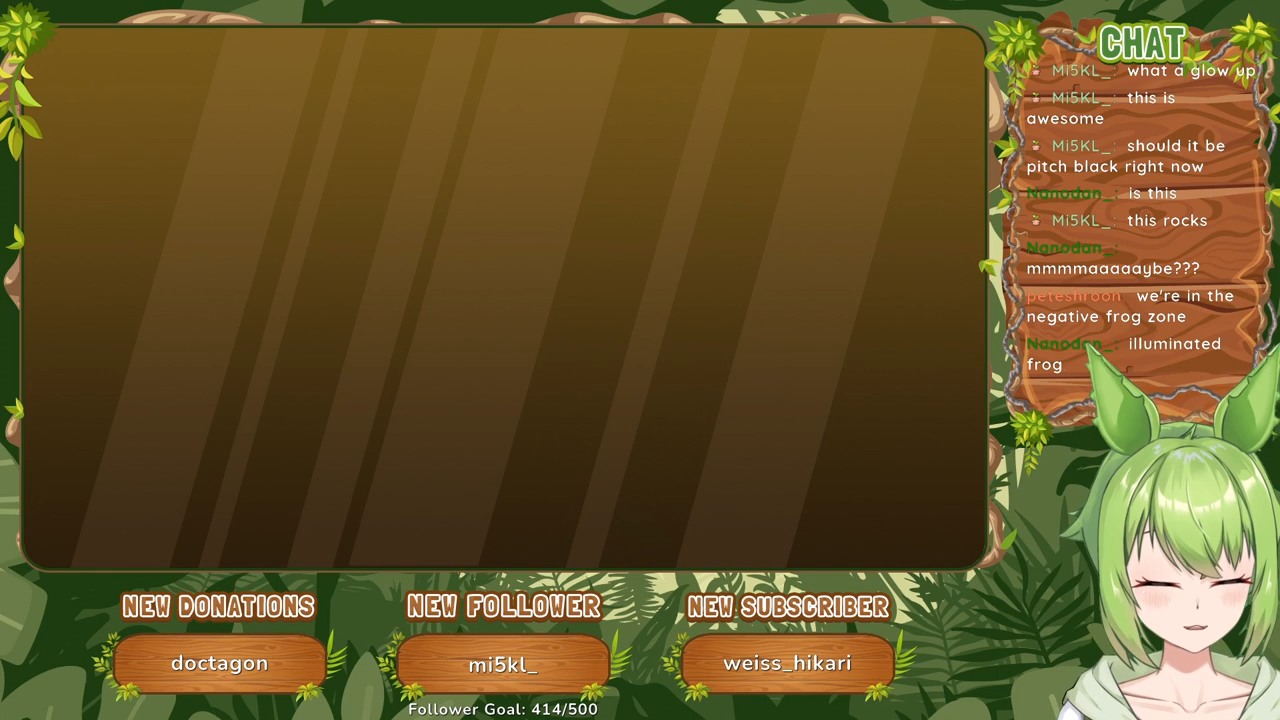 CHAT
Mi5KL_: what a glow up
Mi5KL_: this is
awesome
Mi5KL_: should it be
pitch black right now
Nanodan_: is this
Mi5KL_: this rocks
Nanodan_:
mmmmaaaaaybe???
peteshroon: we're in the
negative frog zone
Nanodan_: illuminated
frog
NEW DONATIONS
NEW FOLLOWER
NEW SUBSCRIBER
doctagon
mi5kl_
weiss_hikari
Follower Goal: 414/500